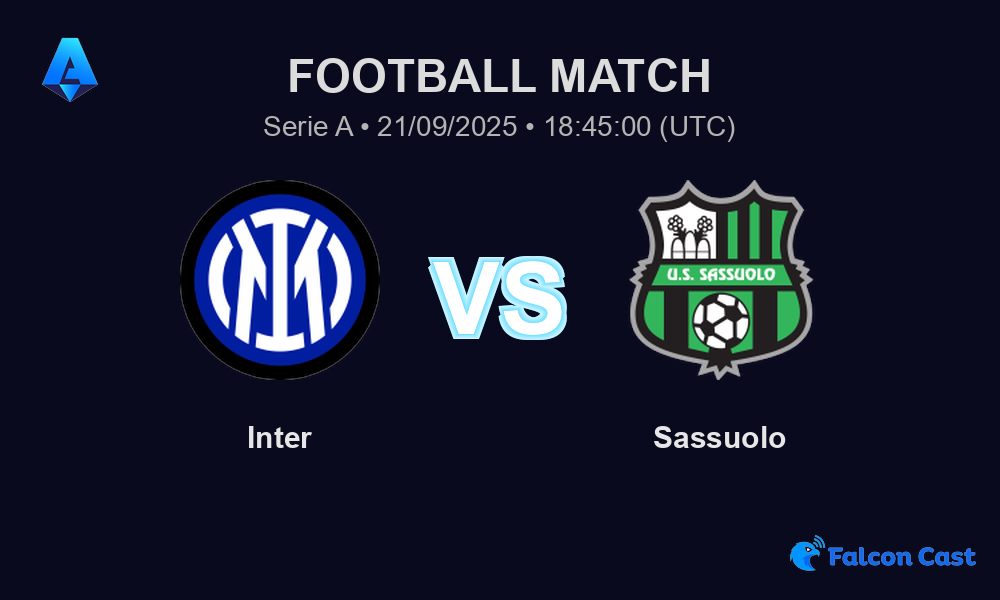 FOOTBALL MATCH
Serie A • 21/09/2025 • 18:45:00 (UTC)
VS
U.S. SASSUOLO
Inter
Sassuolo
Falcon Cast